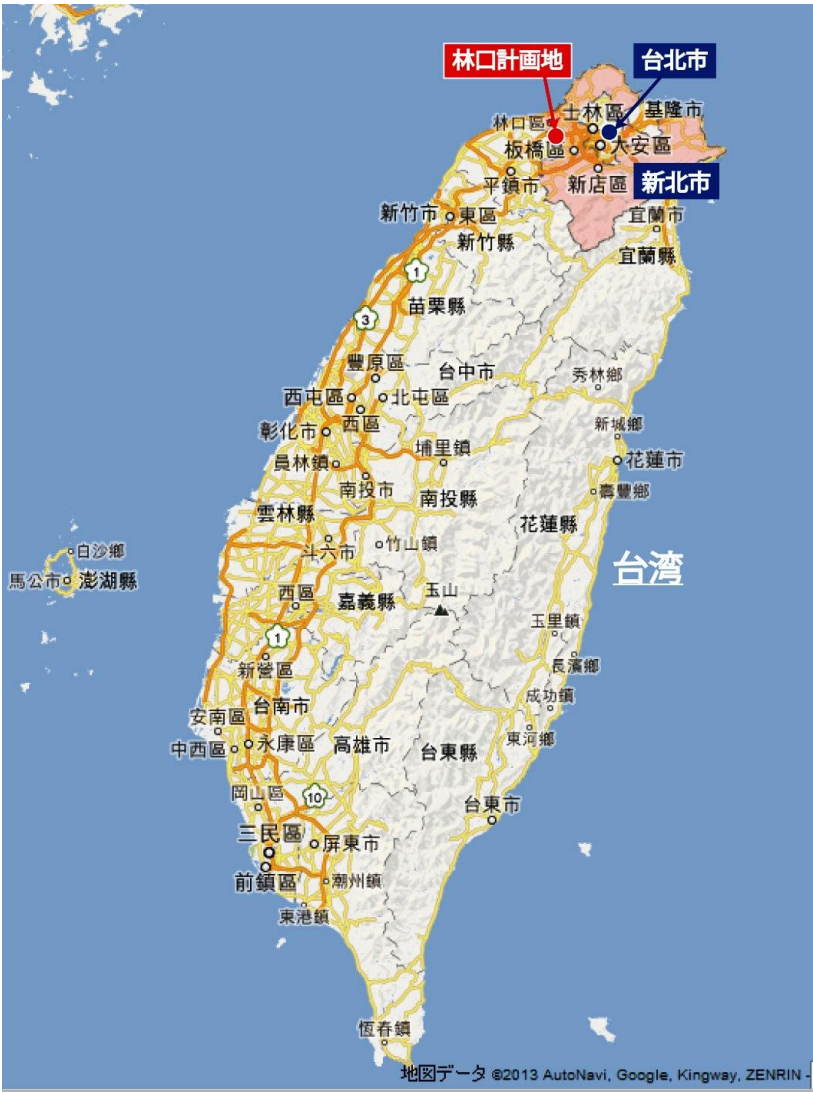 林口計画地
台北市
士林區
基隆市
林口區
板橋區
大安區
平鎮市
新店區
新北市
新竹市
東區
宜蘭市
新竹縣
宜蘭縣
1
苗栗縣
3
豐原區
台中市
秀林鄉
西屯區
北屯區
西區
彰化市
新城鄉
埔里鎮
員林鎮
花蓮市
南投市
南投縣
壽豐鄉
雲林縣
花蓮縣
斗六市
竹山鎮
白沙鄉
台湾
馬公市
澎湖縣
西區
嘉義縣
玉山
玉里鎮
1
新營區
長濱鄉
台南市
成功鎮
安南區
中西區
永康區
高雄市
台東縣
東河鄉
岡山區
10
台東市
三民區
屏東市
前鎮區
潮州鎮
東港鎮
恆春鎮
地図データ ©2013 AutoNavi, Google, Kingway, ZENRIN -